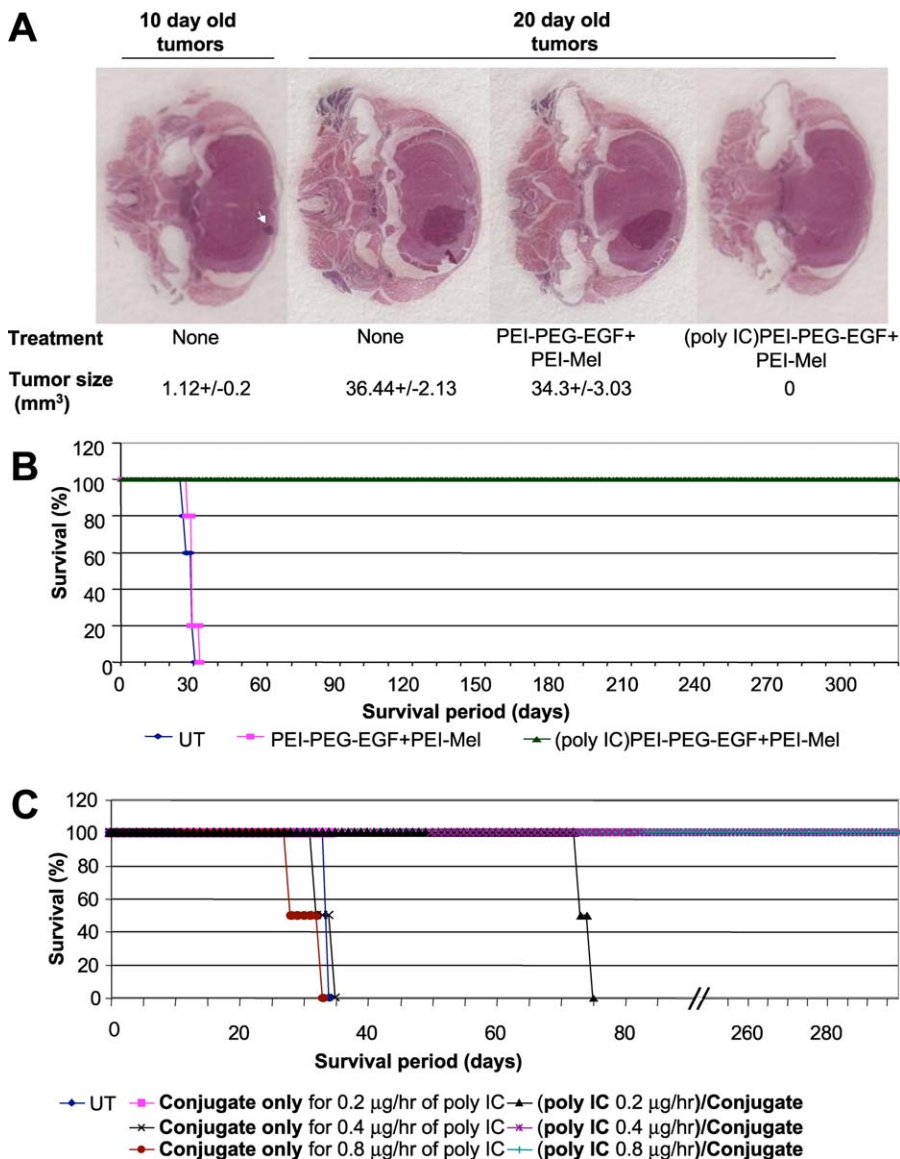 A
10 day old
tumors
20 day old
tumors
Treatment None None PEI-PEG-EGF+
PEI-Mel (poly IC)PEI-PEG-EGF+
PEI-Mel
Tumor size
(mm³) 1.12+/-0.2 36.44+/-2.13 34.3+/-3.03 0
B
Survival (%)
120
100
80
60
40
20
0
0 30 60 90 120 150 180 210 240 270 300
Survival period (days)
UT PEI-PEG-EGF+PEI-Mel (poly IC)PEI-PEG-EGF+PEI-Mel
C
Survival (%)
120
100
80
60
40
20
0
0 20 40 60 80 260 280
Survival period (days)
UT Conjugate only for 0.2 μg/hr of poly IC (poly IC 0.2 μg/hr)/Conjugate
Conjugate only for 0.4 μg/hr of poly IC (poly IC 0.4 μg/hr)/Conjugate
Conjugate only for 0.8 μg/hr of poly IC (poly IC 0.8 μg/hr)/Conjugate